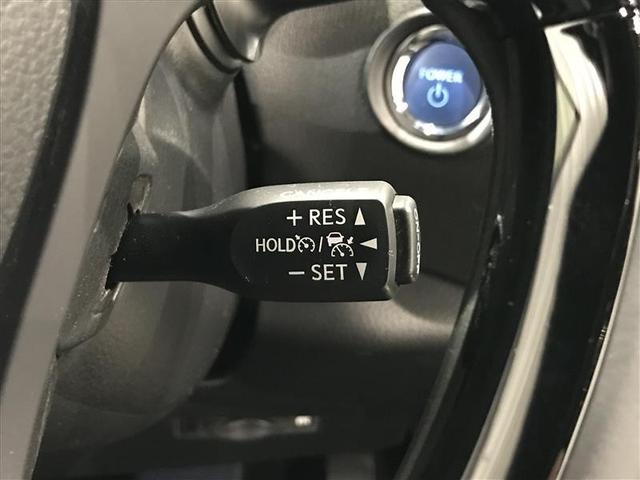 POWER
+ RES ▲
HOLD / ◄
− SET ▼